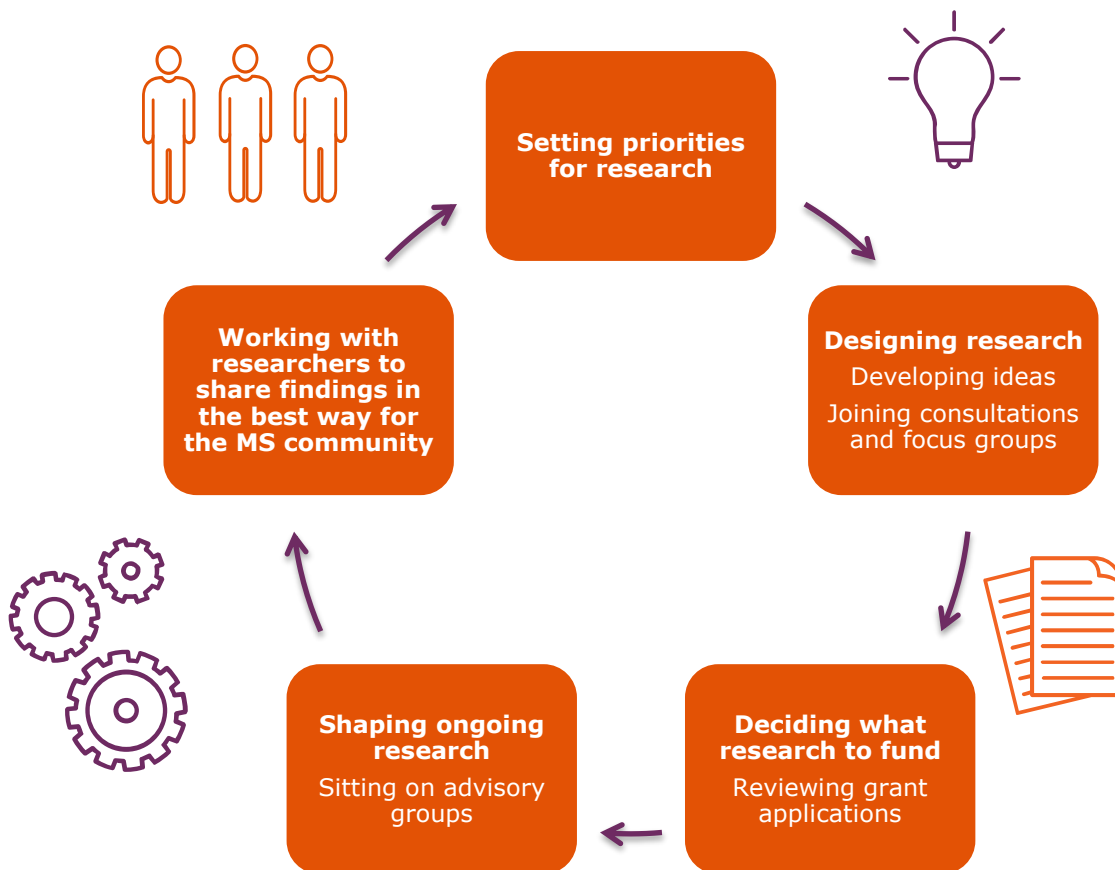 Setting priorities
for research
Designing research
Developing ideas
Joining consultations
and focus groups
Deciding what
research to fund
Reviewing grant
applications
Shaping ongoing
research
Sitting on advisory
groups
Working with
researchers to
share findings in
the best way for
the MS community